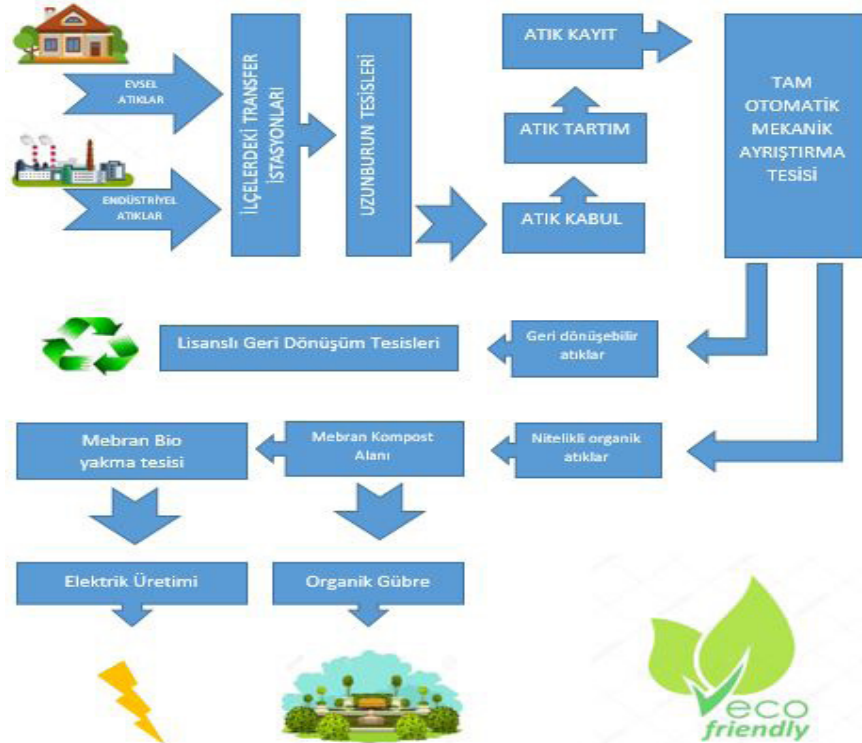 EVSEL
ATIKLAR
ENDÜSTRİYEL
ATIKLAR
İLÇELERDEKİ TRANSFER
İSTASYONLARI
UZUNBURUN TESİSLERİ
ATIK KAYIT
ATIK TARTIM
ATIK KABUL
TAM
OTOMATİK
MEKANİK
AYRIŞTIRMA
TESİSİ
Lisanslı Geri Dönüşüm Tesisleri
Geri dönüşebilir
atıklar
Mebran Bio
yakma tesisi
Mebran Kompost
Alanı
Nitelikli organik
atıklar
Elektrik Üretimi
Organik Gübre
eco
friendly